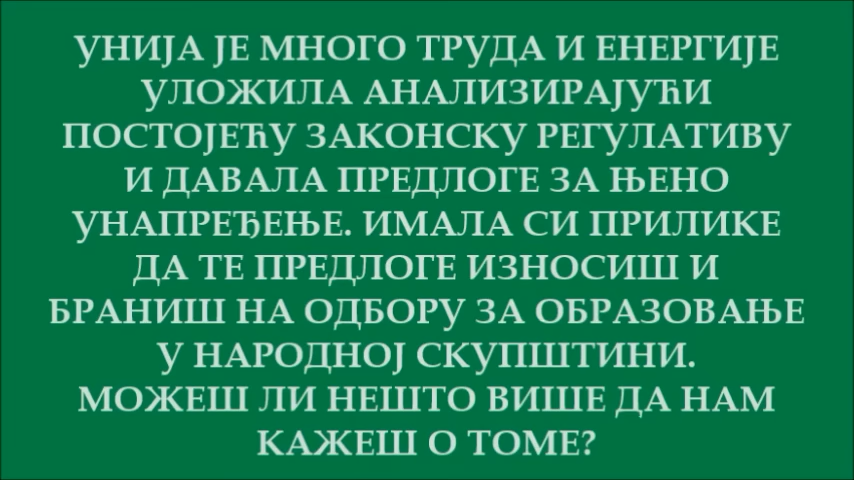 УНИЈА ЈЕ МНОГО ТРУДА И ЕНЕРГИЈЕ
УЛОЖИЛА АНАЛИЗИРАЈУЋИ
ПОСТОЈЕЋУ ЗАКОНСКУ РЕГУЛАТИВУ
И ДАВАЛА ПРЕДЛОГЕ ЗА ЊЕНО
УНАПРЕЂЕЊЕ. ИМАЛА СИ ПРИЛИКЕ
ДА ТЕ ПРЕДЛОГЕ ИЗНОСИШ И
БРАНИШ НА ОДБОРУ ЗА ОБРАЗОВАЊЕ
У НАРОДНОЈ СКУПШТИНИ.
МОЖЕШ ЛИ НЕШТО ВИШЕ ДА НАМ
КАЖЕШ О ТОМЕ?